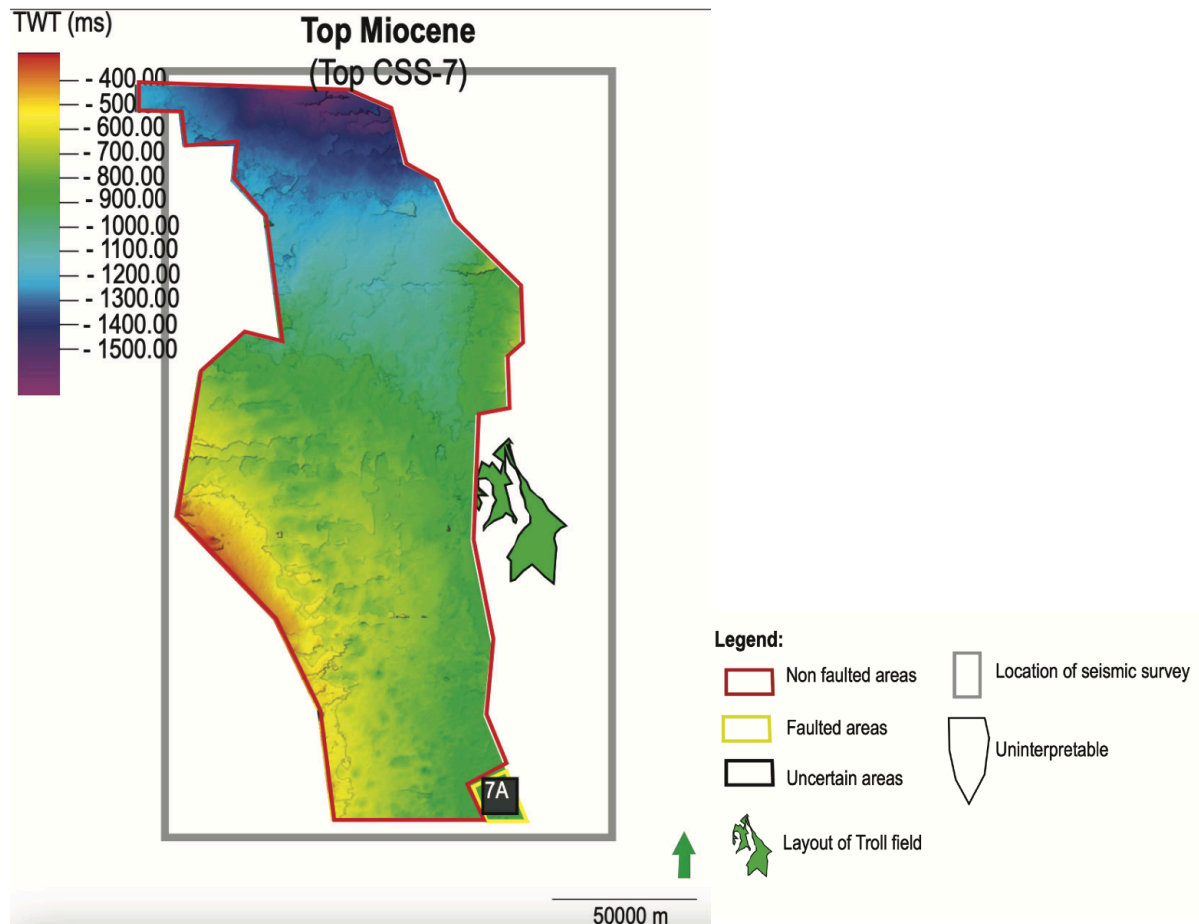 TWT (ms)
Top Miocene
(Top CSS-7)
- 400.00
- 500
- 600.00
- 700.00
- 800.00
- 900.00
- 1000.00
- 1100.00
- 1200.00
- 1300.00
- 1400.00
- 1500.00
7A
50000 m
Legend:
Non faulted areas
Faulted areas
Uncertain areas
Layout of Troll field
Location of seismic survey
Uninterpretable